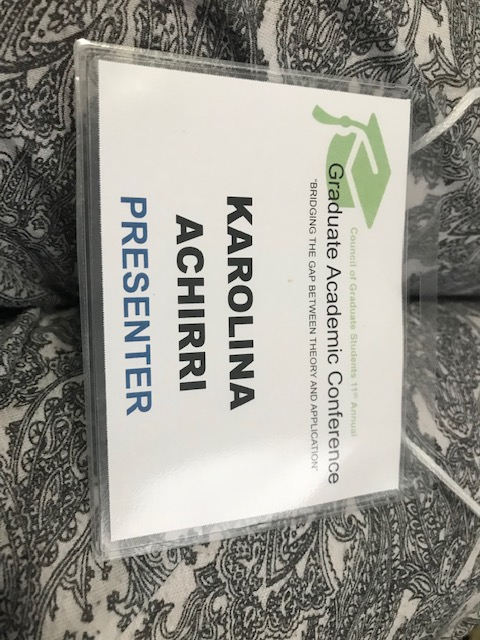 Council of Graduate Students 11th Annual
Graduate Academic Conference
"BRIDGING THE GAP BETWEEN THEORY AND APPLICATION"
KAROLINA
ACHIRRI
PRESENTER